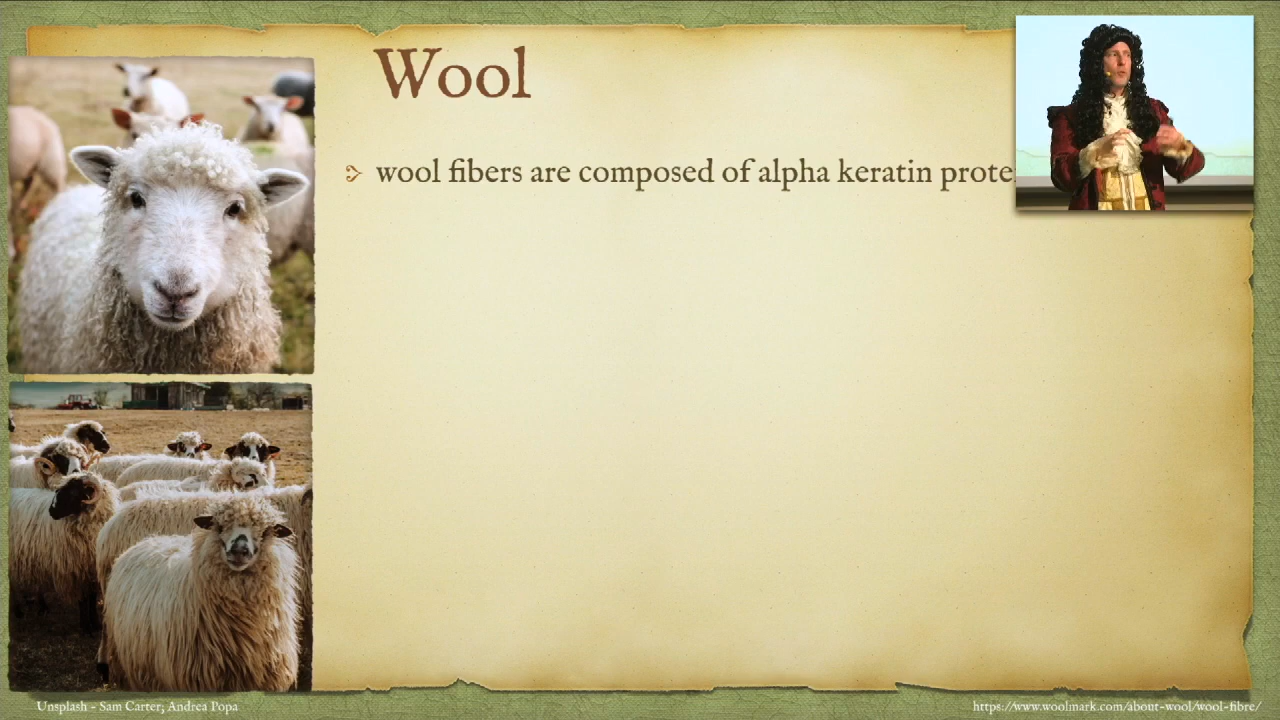 Wool
wool fibers are composed of alpha keratin prote
Unsplash - Sam Carter; Andrea Popa
https://www.woolmark.com/about-wool/wool-fibre/